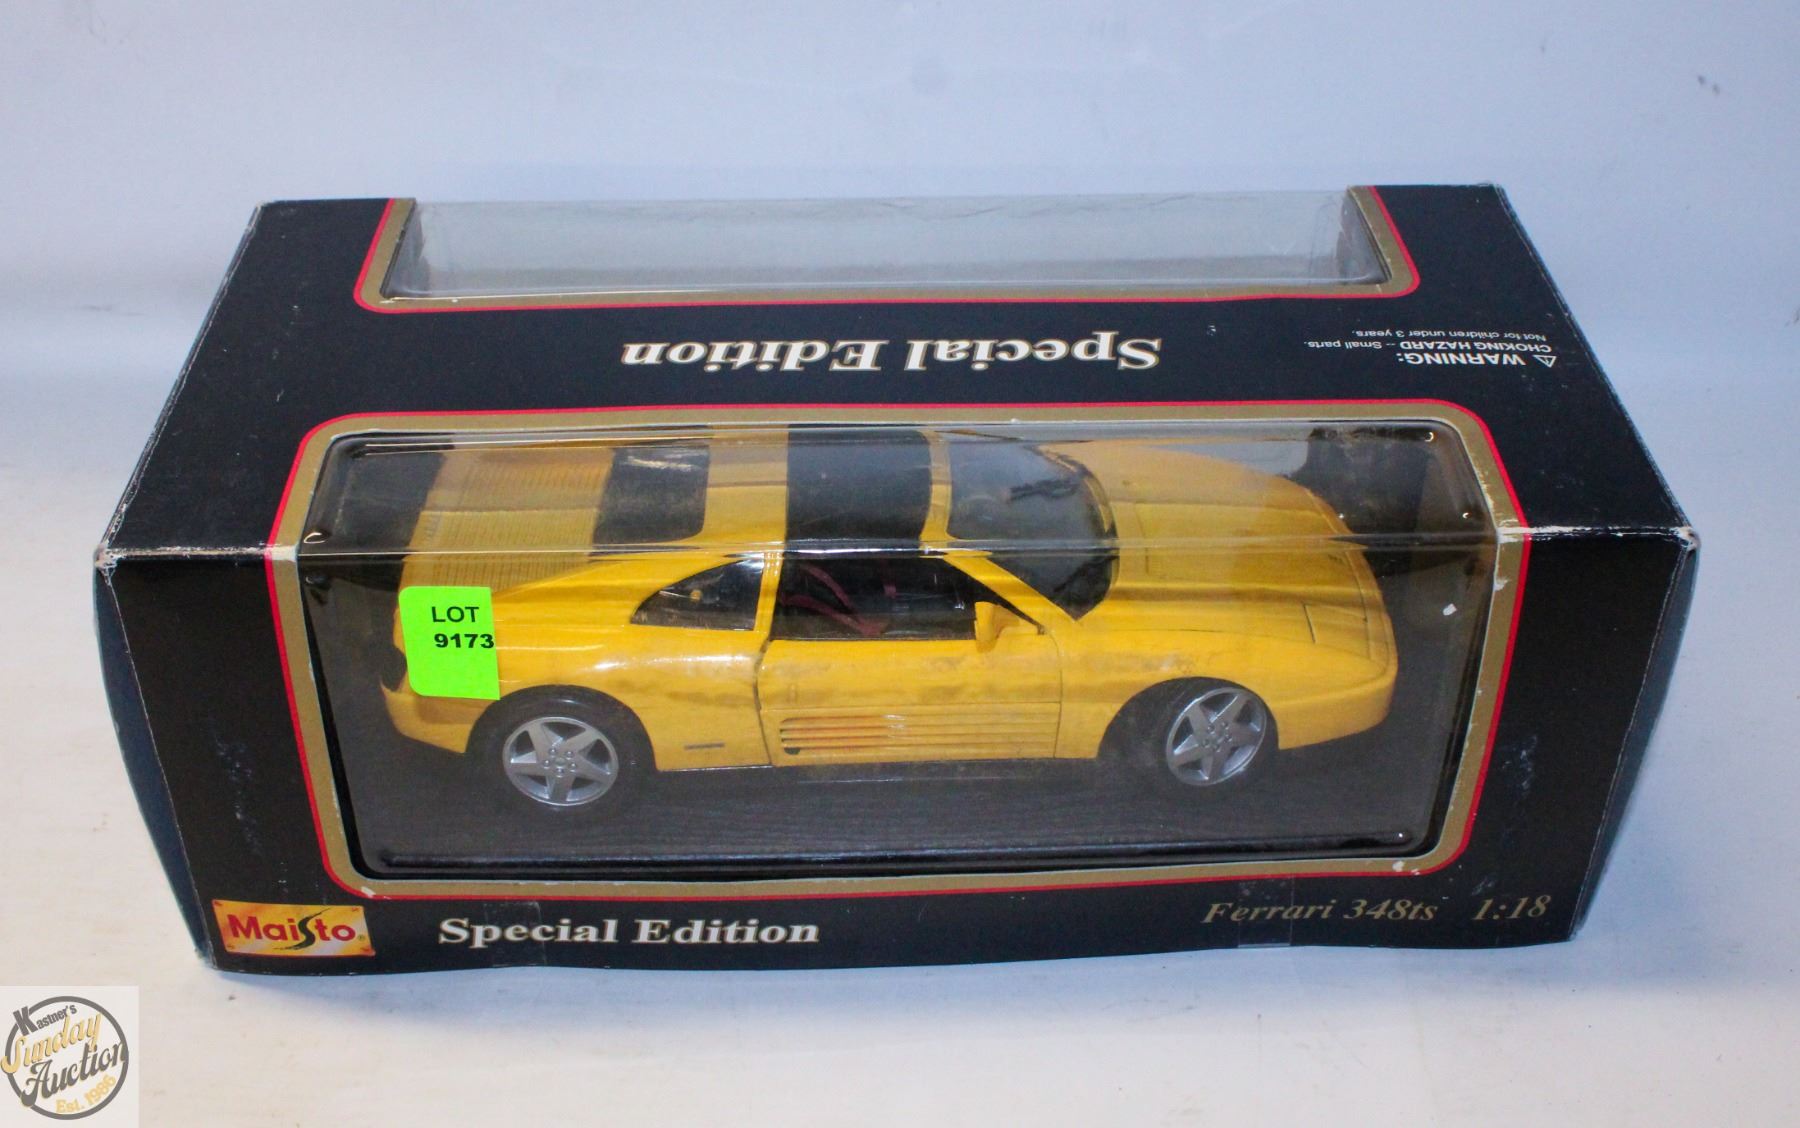 Special Edition
WARNING:
CHOKING HAZARD -- Small parts.
Not for children under 3 years.
LOT
9173
Maisto
Special Edition
Ferrari 348ts 1:18
Kastner's
Sunday
Auction
Est. 1986